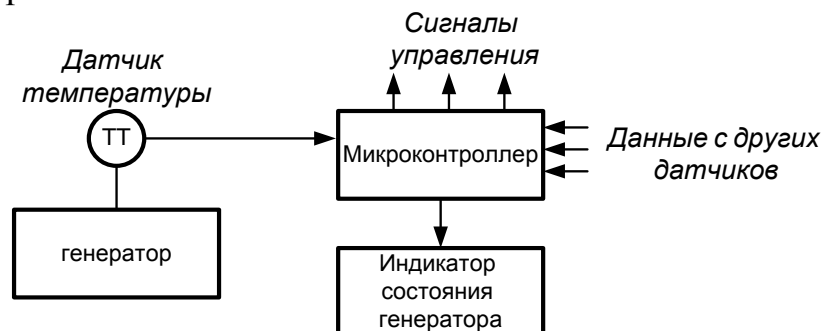 Сигналы
управления
Датчик
температуры
ТТ
Микроконтроллер
Данные с других
датчиков
генератор
Индикатор
состояния
генератора